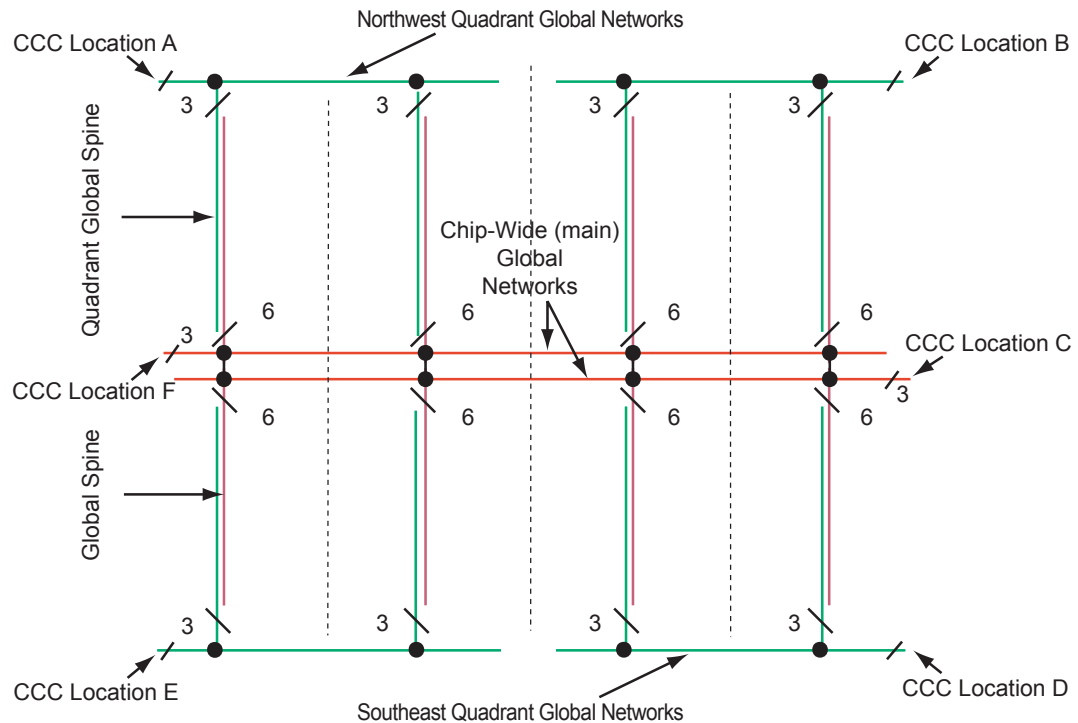 Northwest Quadrant Global Networks
CCC Location A
CCC Location B
3
3
3
3
Quadrant Global Spine
Chip-Wide (main)
Global
Networks
6
6
6
6
3
CCC Location C
CCC Location F
3
6
6
6
6
Global Spine
3
3
3
3
CCC Location E
CCC Location D
Southeast Quadrant Global Networks